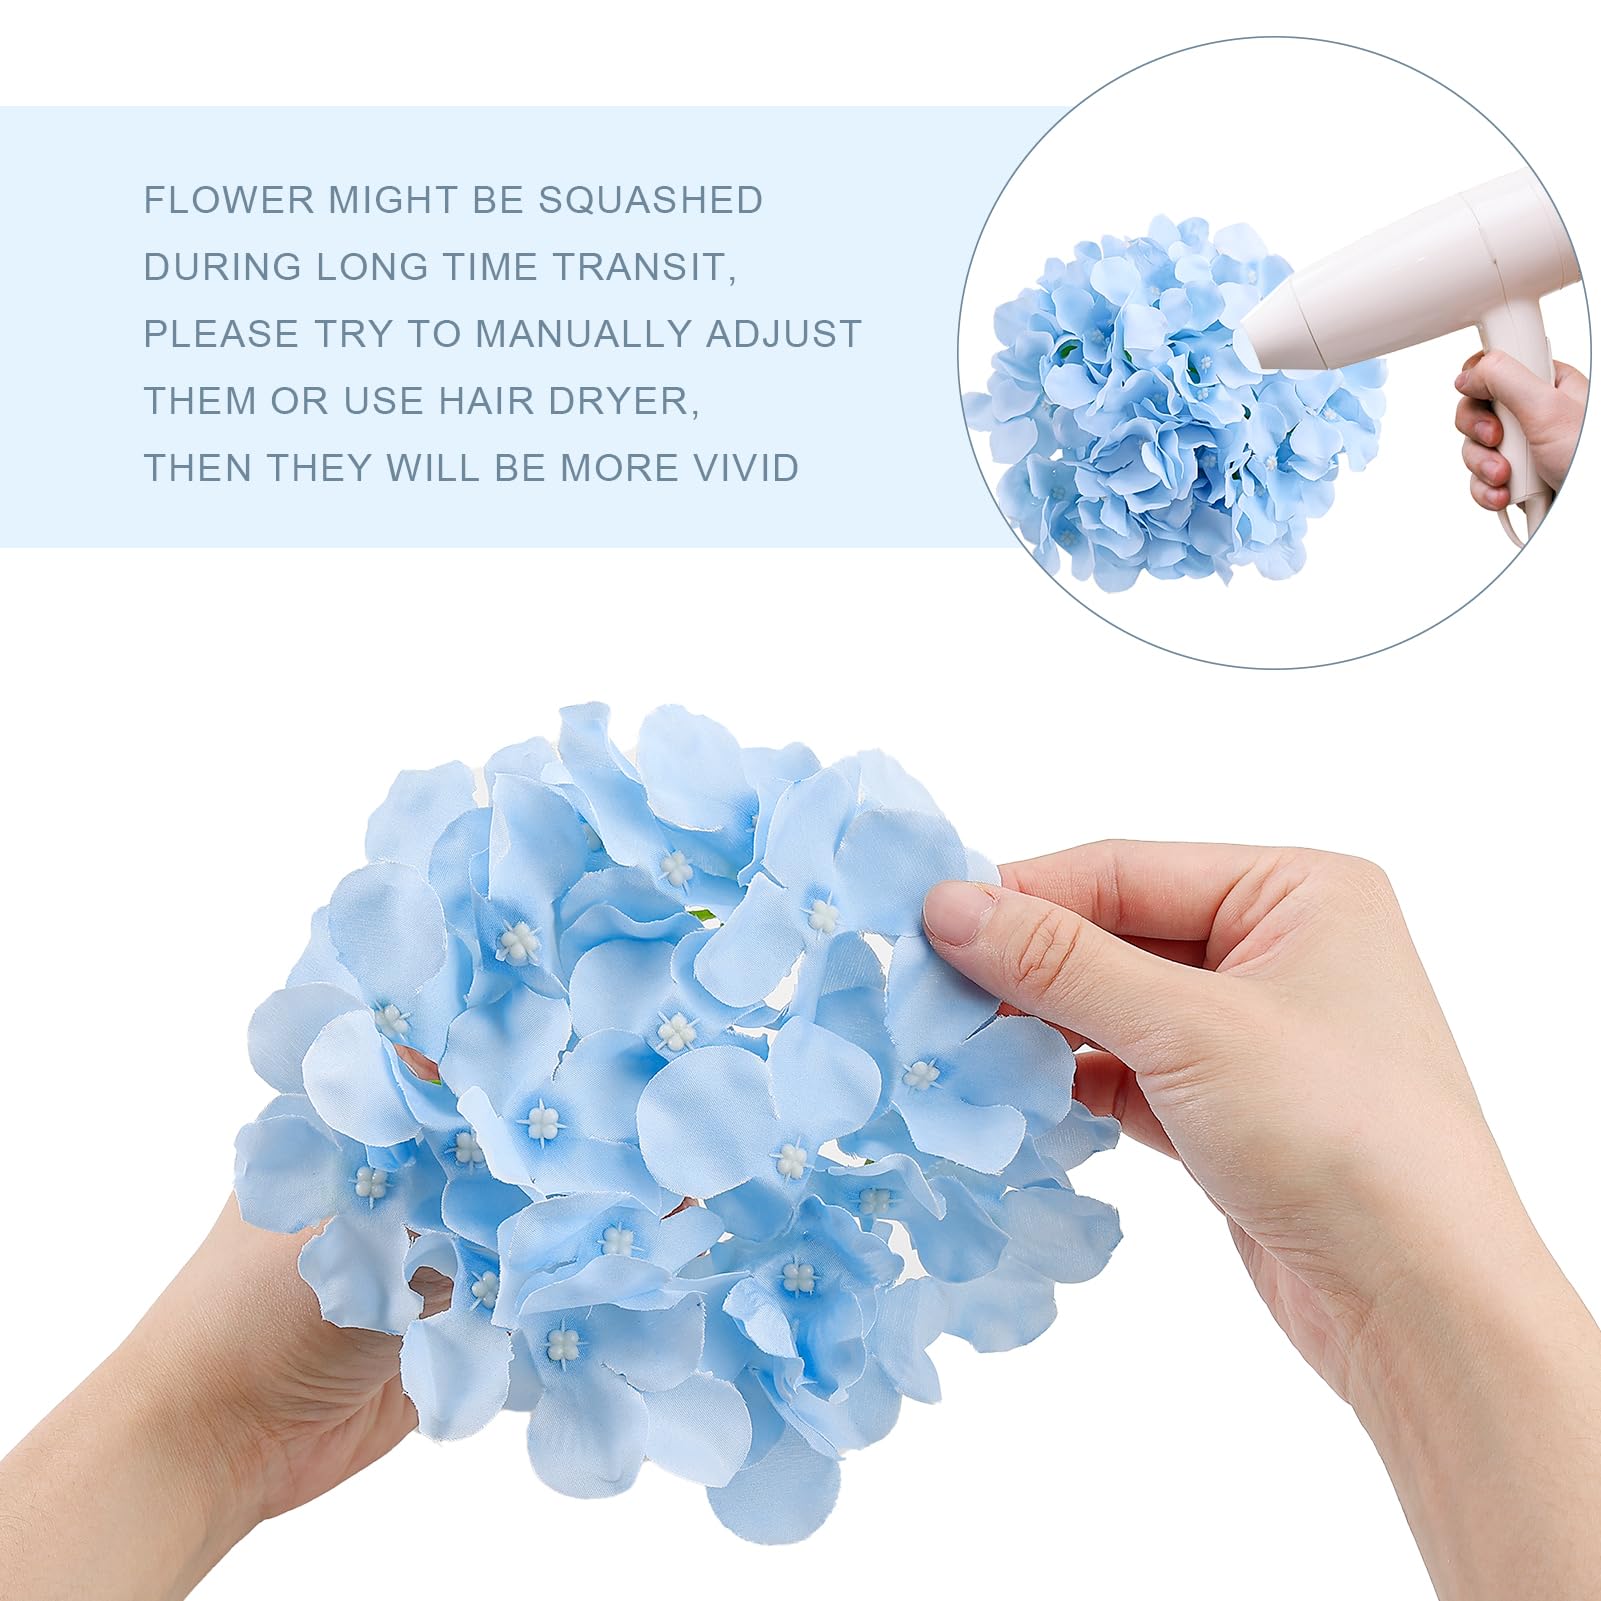 FLOWER MIGHT BE SQUASHED
DURING LONG TIME TRANSIT,
PLEASE TRY TO MANUALLY ADJUST
THEM OR USE HAIR DRYER,
THEN THEY WILL BE MORE VIVID